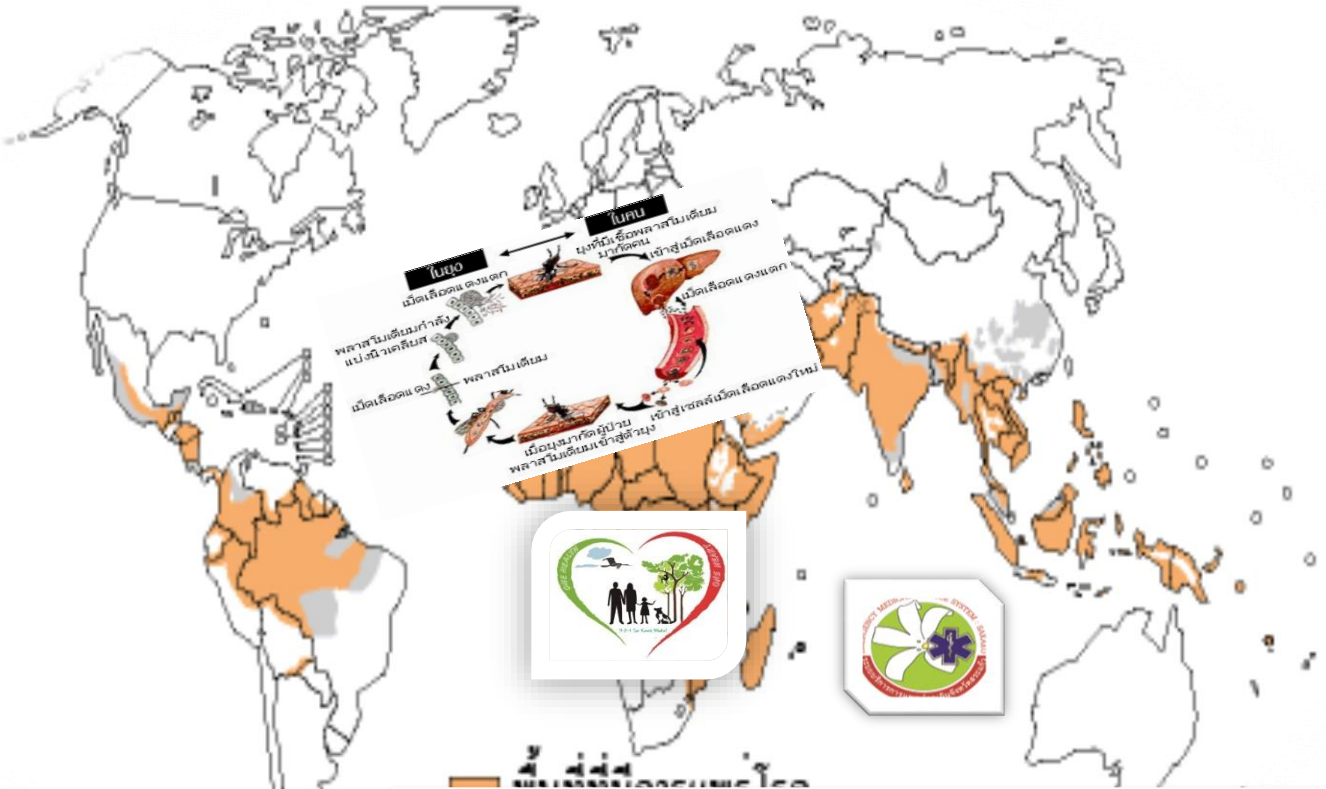 ในคน
ยุงที่มีเชื้อพลาสโมเดียม
มากัดคน
เข้าสู่เม็ดเลือดแดง
ในยุง
เม็ดเลือดแดงแตก
เม็ดเลือดแดงแตก
พลาสโมเดียมกำลัง
แบ่งนิวเคลียส
พลาสโมเดียม
เม็ดเลือดแดง
เข้าสู่เซลล์เม็ดเลือดแดงใหม่
เมื่อยุงมากัดผู้ป่วย
พลาสโมเดียมเข้าสู่ตัวยุง
ONE HEALTH
SYSTEM
พื้นที่ที่มีการแพร่โรค